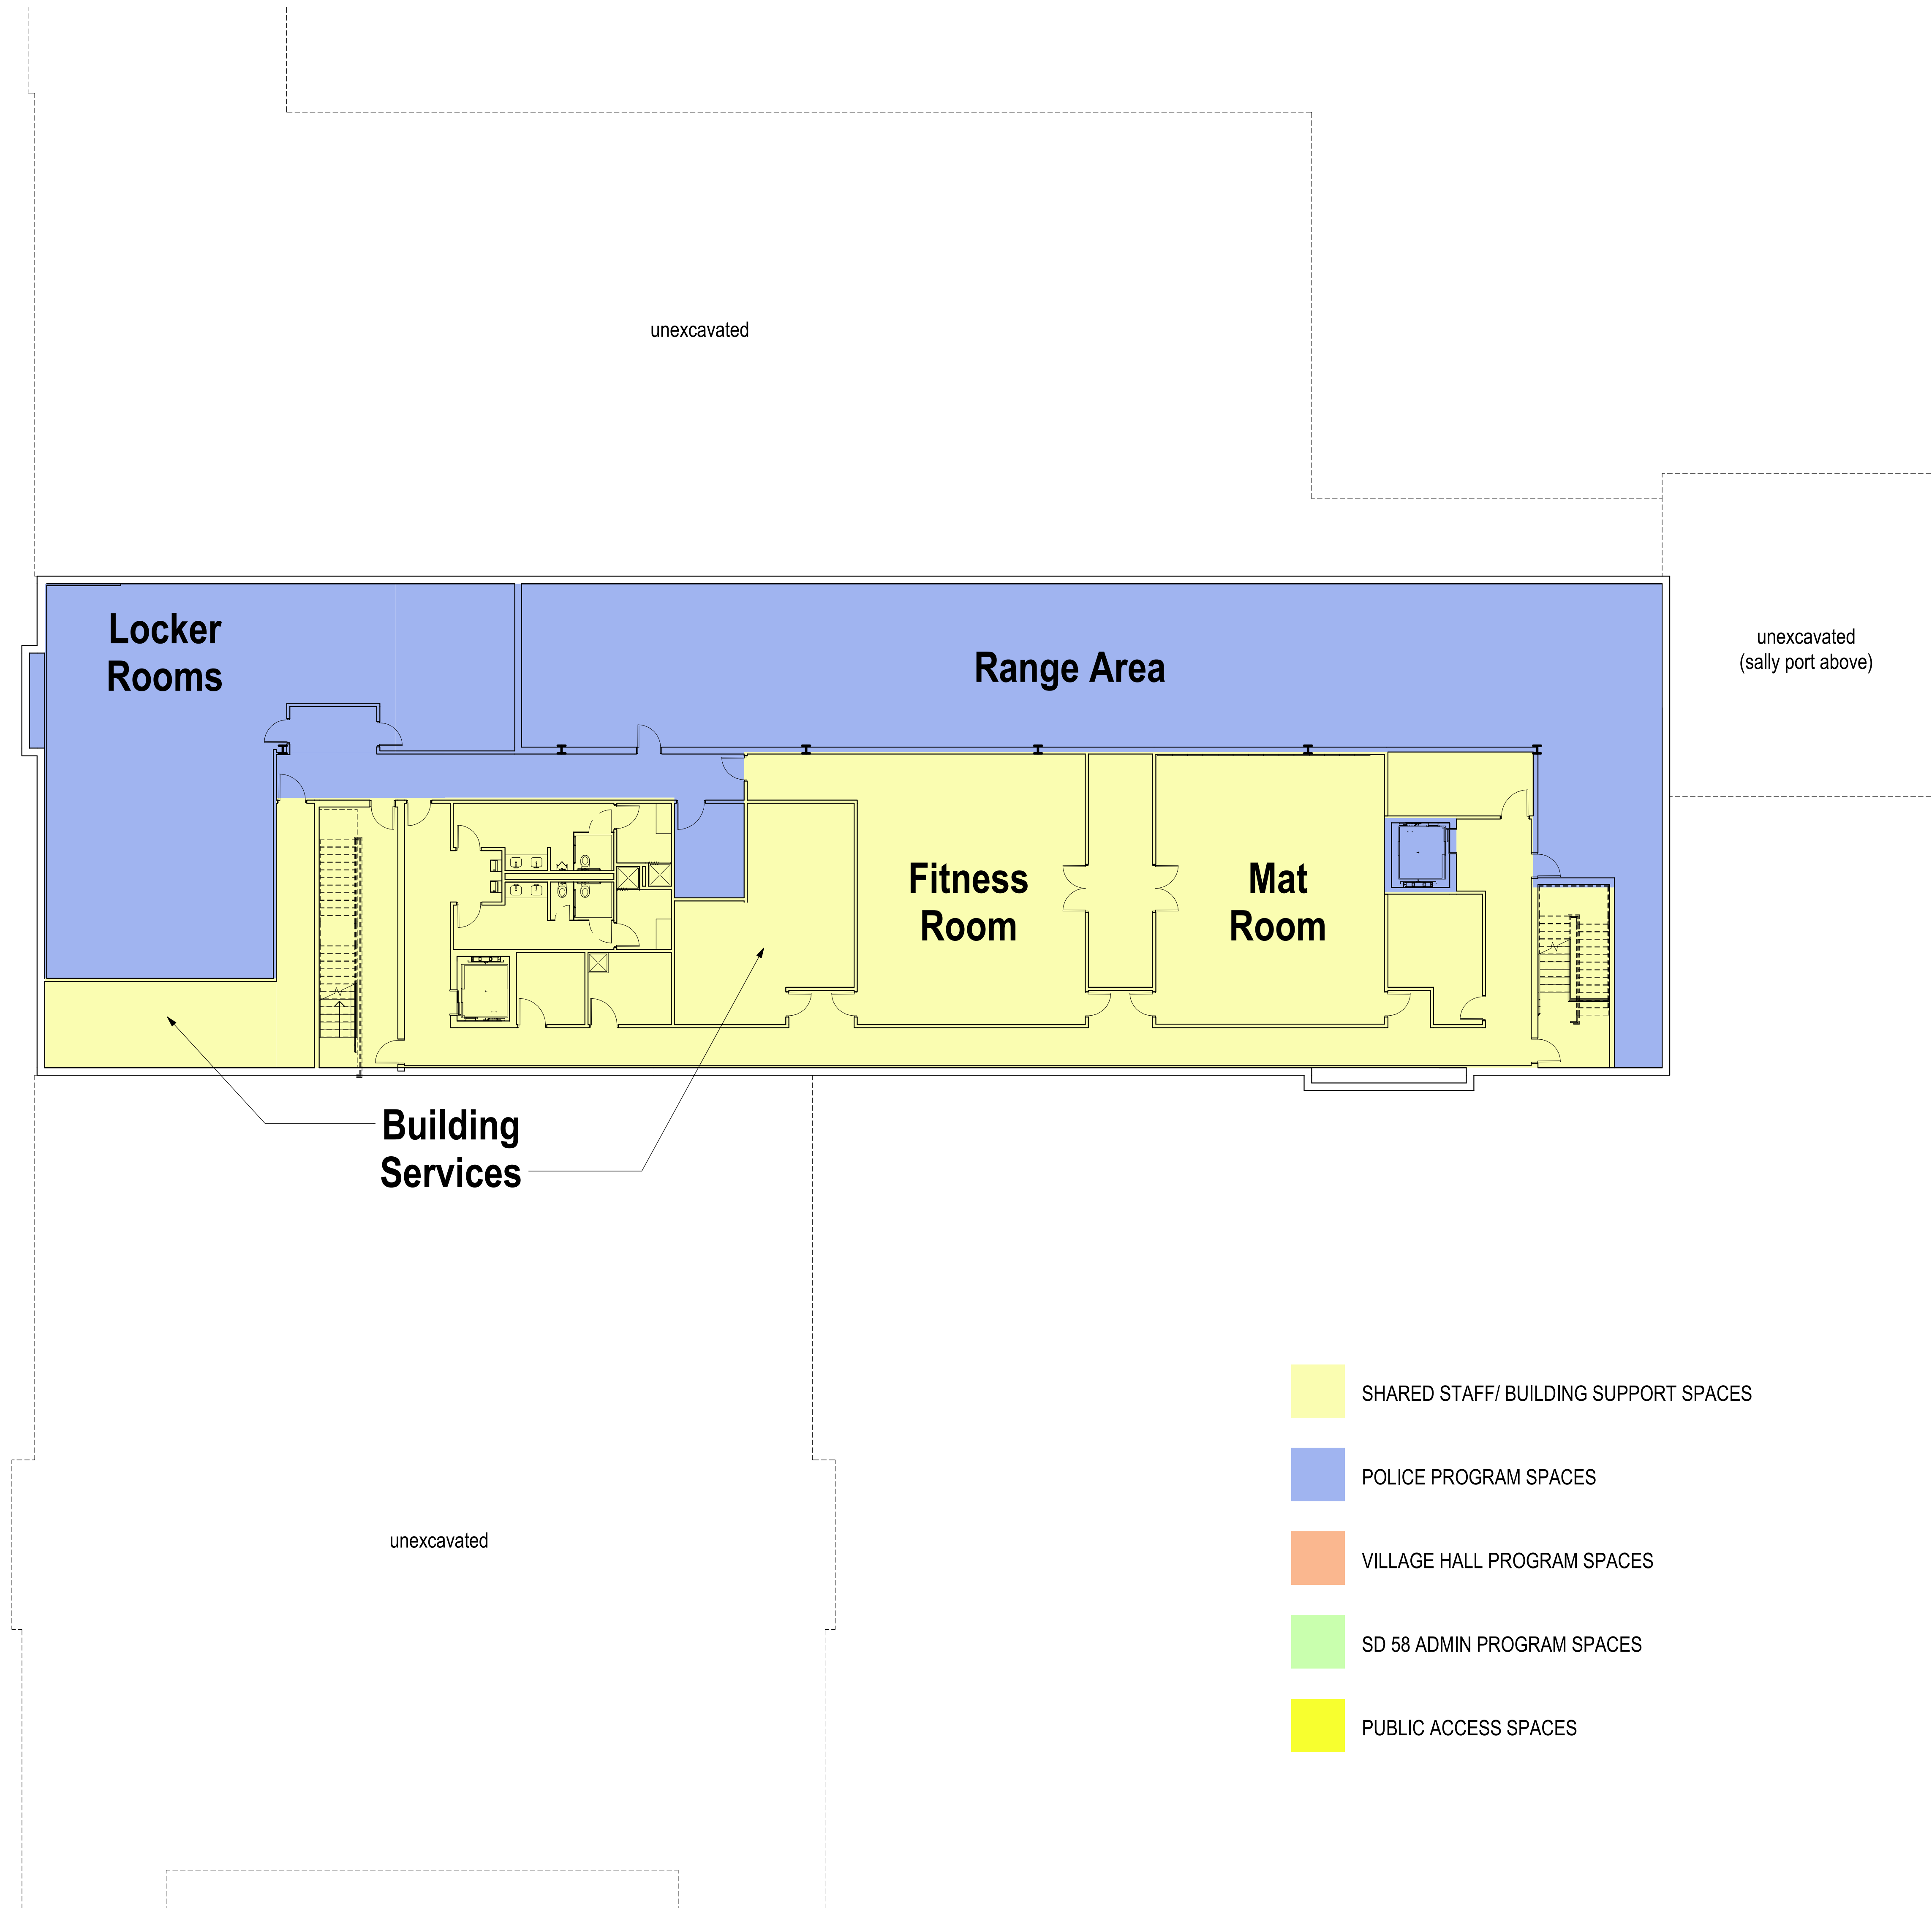 unexcavated
Locker
Rooms
Range Area
unexcavated
(sally port above)
Fitness
Room
Mat
Room
Building
Services
SHARED STAFF/ BUILDING SUPPORT SPACES
POLICE PROGRAM SPACES
unexcavated
VILLAGE HALL PROGRAM SPACES
SD 58 ADMIN PROGRAM SPACES
PUBLIC ACCESS SPACES